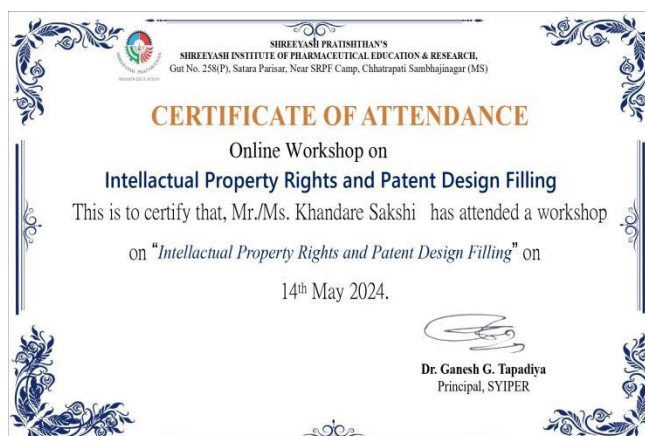 SHREEYASH PRATISHTHAN'S
SHREEYASH INSTITUTE OF PHARMACEUTICAL EDUCATION & RESEARCH,
Gut No. 258(P), Satara Parisar, Near SRPF Camp, Chhatrapati Sambhajinagar (MS)
SHREEYASH PRATISHTHAN
CERTIFICATE OF ATTENDANCE
Online Workshop on
Intellactual Property Rights and Patent Design Filling
This is to certify that, Mr./Ms. Khandare Sakshi has attended a workshop
on "Intellactual Property Rights and Patent Design Filling" on
14th May 2024.
Dr. Ganesh G. Tapadiya
Principal, SYIPER